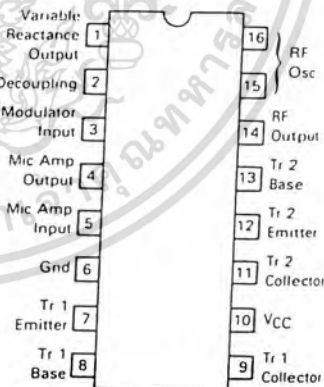 Variable
Reactance
Output
1
Decoupling
2
Modulator
Input
3
Mic Amp
Output
4
Mic Amp
Input
5
Gnd
6
Tr 1
Emitter
7
Tr 1
Base
8
16
15
RF
Osc
14
RF
Output
13
Tr 2
Base
12
Tr 2
Emitter
11
Tr 2
Collector
10
VCC
9
Tr 1
Collector